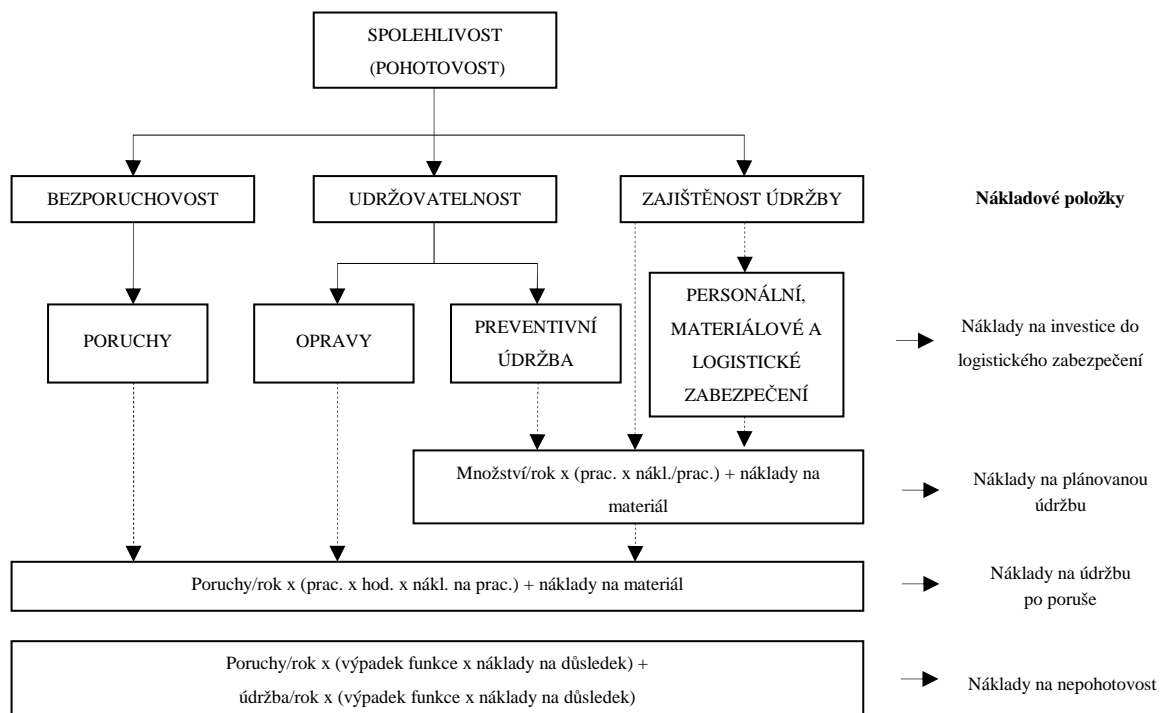 SPOLEHLIVOST
(POHOTOVOST)
BEZPORUCHOVOST
UDRŽOVATELNOST
ZAJIŠTĚNOST ÚDRŽBY
Nákladové položky
PORUCHY
OPRAVY
PREVENTIVNÍ
ÚDRŽBA
PERSONÁLNÍ,
MATERIÁLOVÉ A
LOGISTICKÉ
ZABEZPEČENÍ
Náklady na investice do
logistického zabezpečení
Množství/rok x (prac. x nákl./prac.) + náklady na
materiál
Náklady na plánovanou
údržbu
Poruchy/rok x (prac. x hod. x nákl. na prac.) + náklady na materiál
Náklady na údržbu
po poruše
Poruchy/rok x (výpadek funkce x náklady na důsledek) +
údržba/rok x (výpadek funkce x náklady na důsledek)
Náklady na nepohotovost